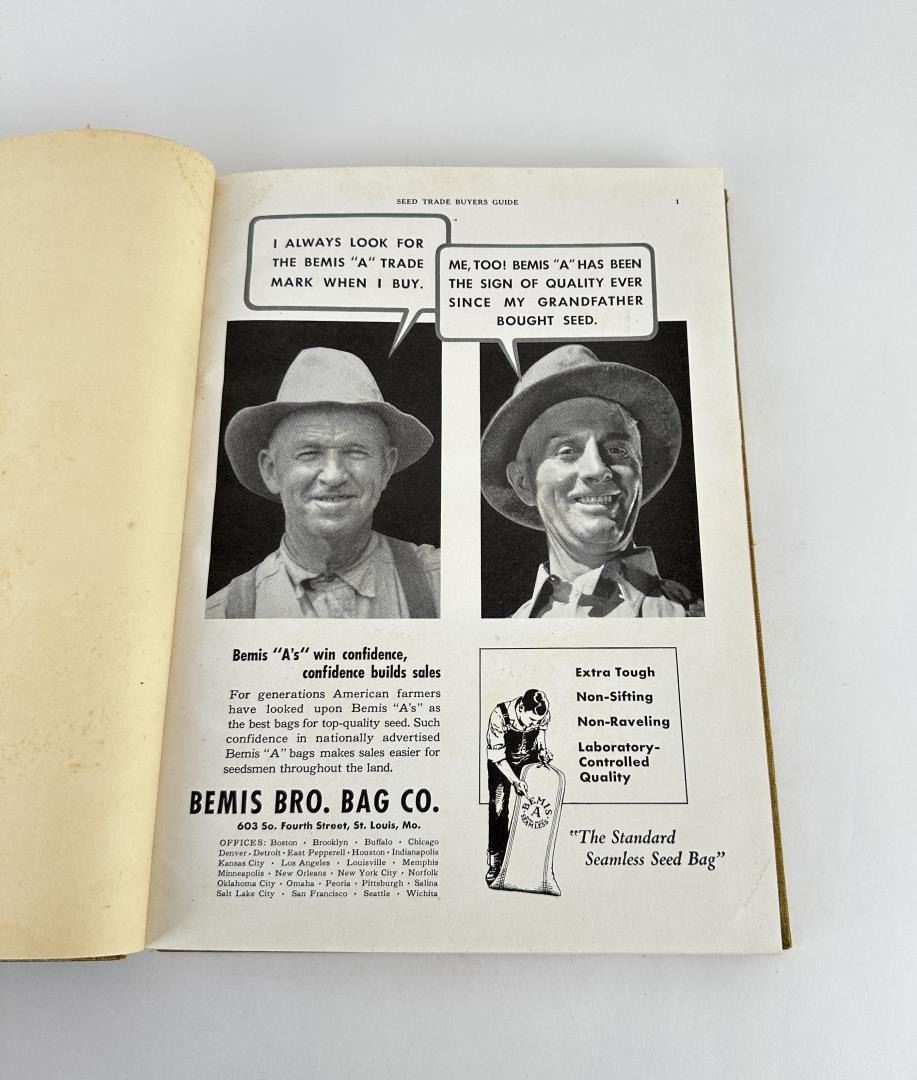 SEED TRADE BUYERS GUIDE 1
I ALWAYS LOOK FOR
THE BEMIS "A" TRADE
MARK WHEN I BUY.
ME, TOO! BEMIS "A" HAS BEEN
THE SIGN OF QUALITY EVER
SINCE MY GRANDFATHER
BOUGHT SEED.
Bemis "A's" win confidence,
confidence builds sales
For generations American farmers
have looked upon Bemis "A's" as
the best bags for top-quality seed. Such
confidence in nationally advertised
Bemis "A" bags makes sales easier for
seedsmen throughout the land.
BEMIS BRO. BAG CO.
603 So. Fourth Street, St. Louis, Mo.
OFFICES: Boston • Brooklyn • Buffalo • Chicago
Denver • Detroit • East Pepperell • Houston • Indianapolis
Kansas City • Los Angeles • Louisville • Memphis
Minneapolis • New Orleans • New York City • Norfolk
Oklahoma City • Omaha • Peoria • Pittsburgh • Salina
Salt Lake City • San Francisco • Seattle • Wichita
Extra Tough
Non-Sifting
Non-Raveling
Laboratory-
Controlled
Quality
BEMIS
A
SEAMLESS
"The Standard
Seamless Seed Bag"